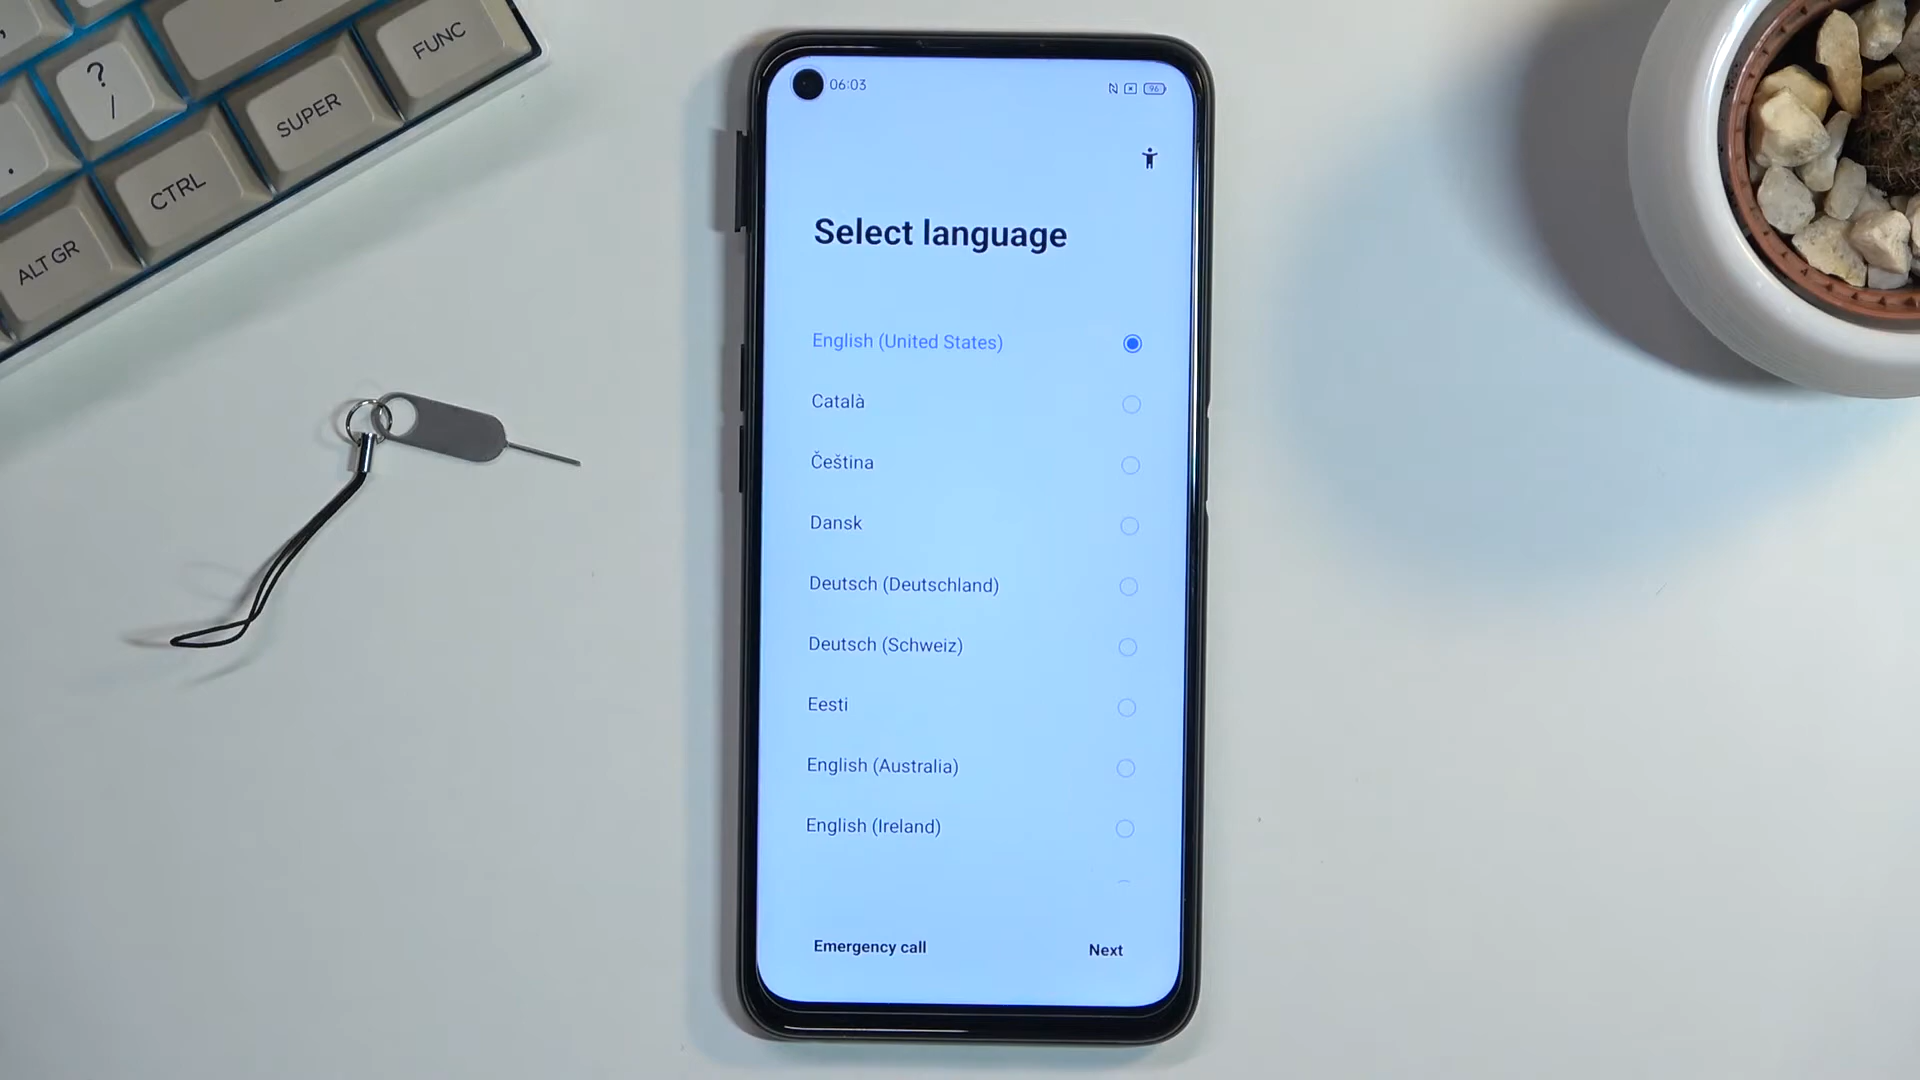 ?
/
FUNC
SUPER
CTRL
ALT GR
06:03
96
Select language
English (United States)
Català
Čeština
Dansk
Deutsch (Deutschland)
Deutsch (Schweiz)
Eesti
English (Australia)
English (Ireland)
Emergency call
Next